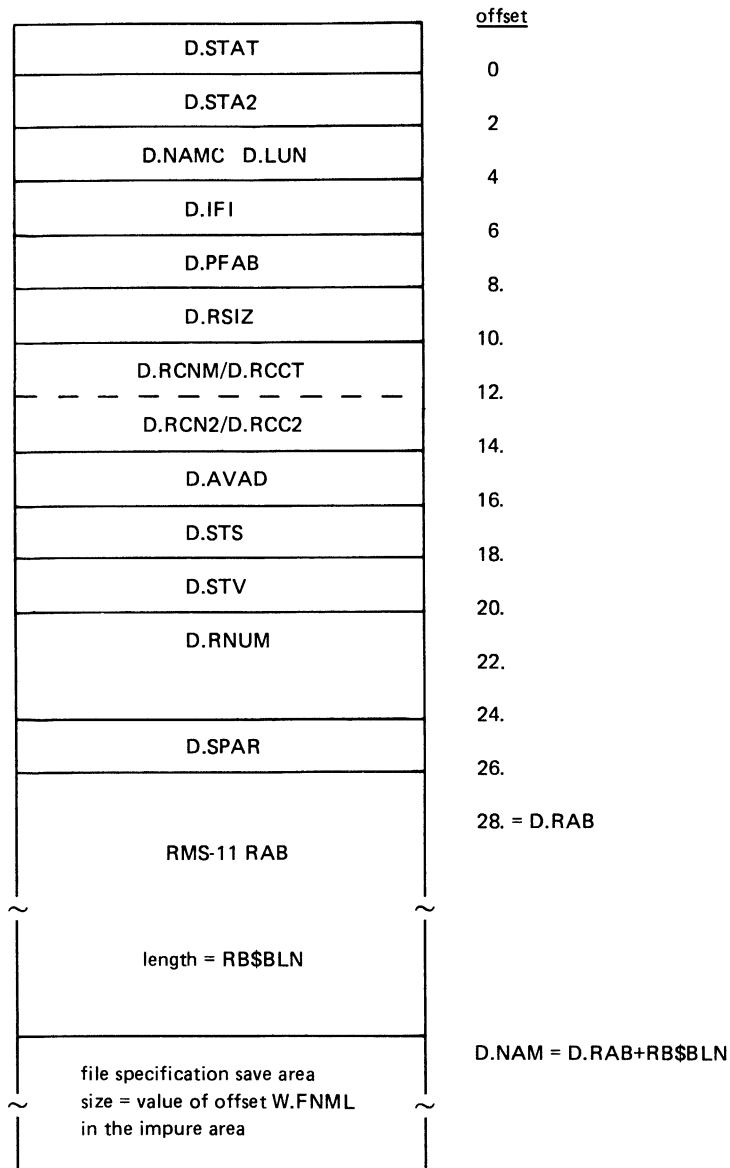 offset
D.STAT
0
D.STA2
2
D.NAMC D.LUN
4
D.IFI
6
D.PFAB
8.
D.RSIZ
10.
D.RCNM/D.RCCT
12.
D.RCN2/D.RCC2
14.
D.AVAD
16.
D.STS
18.
D.STV
20.
D.RNUM
22.
24.
D.SPAR
26.
28. = D.RAB
RMS-11 RAB
length = RB$BLN
D.NAM = D.RAB+RB$BLN
file specification save area
size = value of offset W.FNML
in the impure area